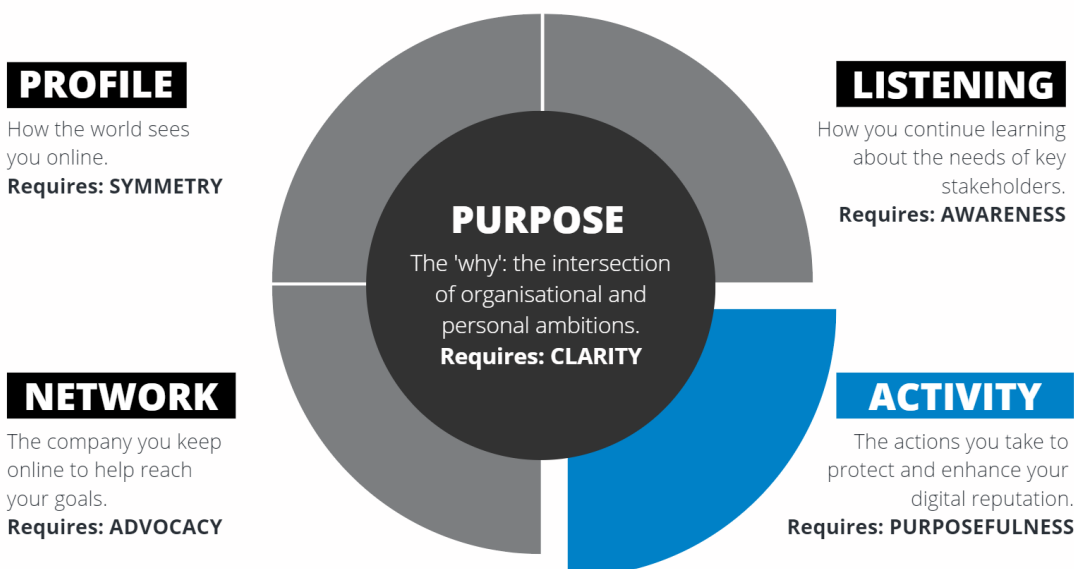 PROFILE
How the world sees
you online.
Requires: SYMMETRY
LISTENING
How you continue learning
about the needs of key
stakeholders.
Requires: AWARENESS
PURPOSE
The 'why': the intersection
of organisational and
personal ambitions.
Requires: CLARITY
NETWORK
The company you keep
online to help reach
your goals.
Requires: ADVOCACY
ACTIVITY
The actions you take to
protect and enhance your
digital reputation.
Requires: PURPOSEFULNESS